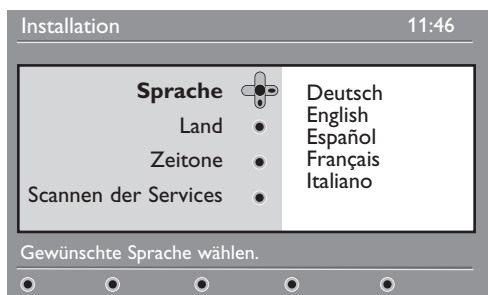 Installation 11:46
Sprache
Land
Zeitone
Scannen der Services
Deutsch
English
Español
Français
Italiano
Gewünschte Sprache wählen.